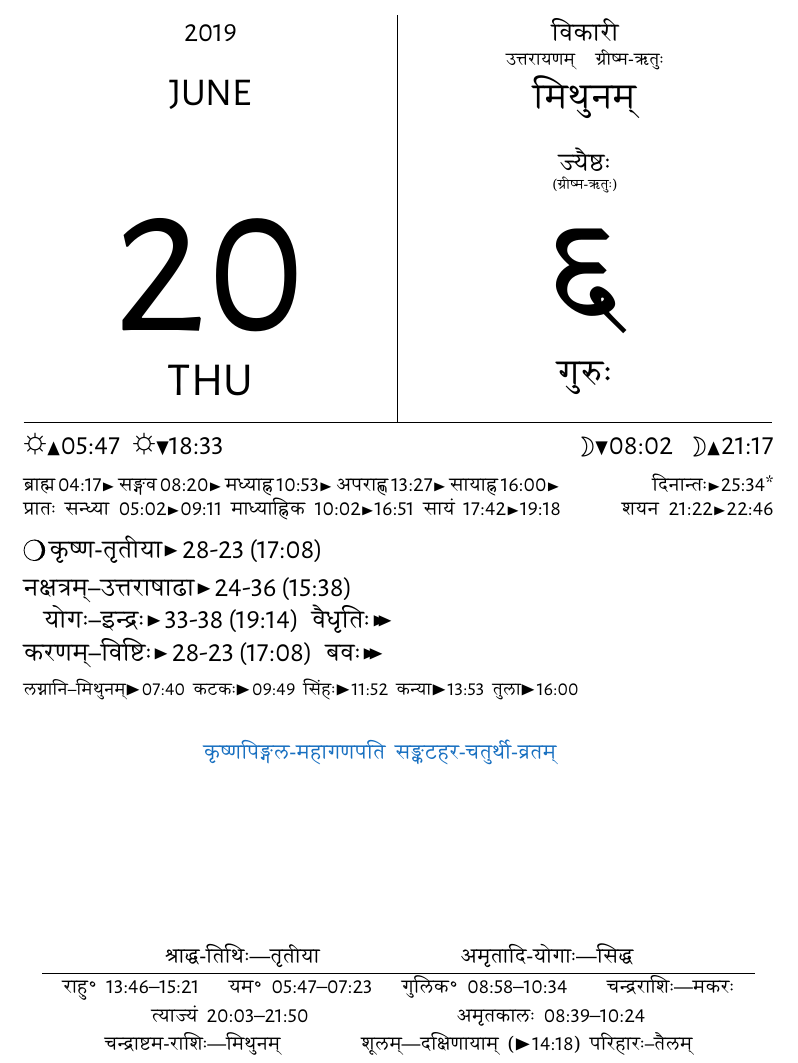 2019
JUNE
20
THU
विकारी
उत्तरायणम् ग्रीष्म-ऋतुः
मिथुनम्
ज्यैष्ठः
(ग्रीष्म-ऋतुः)
६
गुरुः
☼▲05:47 ☼▼18:33 ☽▼08:02 ☽▲21:17
ब्राह्म 04:17► सङ्गव 08:20► मध्याह्न 10:53► अपराह्ण 13:27► सायाह्न 16:00► दिनान्तः►25:34*
प्रातः सन्ध्या 05:02►09:11 माध्याह्निक 10:02►16:51 सायं 17:42►19:18 शयन 21:22►22:46
❍कृष्ण-तृतीया► 28-23 (17:08)
नक्षत्रम्–उत्तराषाढा► 24-36 (15:38)
योगः–इन्द्रः► 33-38 (19:14) वैधृतिः►►
करणम्–विष्टिः► 28-23 (17:08) बवः►►
लग्नानि–मिथुनम्►07:40 कटकः►09:49 सिंहः►11:52 कन्या►13:53 तुला►16:00
कृष्णपिङ्गल-महागणपति सङ्कटहर-चतुर्थी-व्रतम्
श्राद्ध-तिथिः—तृतीया अमृतादि-योगाः—सिद्ध
राहु॰ 13:46–15:21 यम॰ 05:47–07:23 गुलिक॰ 08:58–10:34 चन्द्रराशिः—मकरः
त्याज्यं 20:03–21:50 अमृतकालः 08:39–10:24
चन्द्राष्टम-राशिः—मिथुनम् शूलम्—दक्षिणायाम् (►14:18) परिहारः–तैलम्